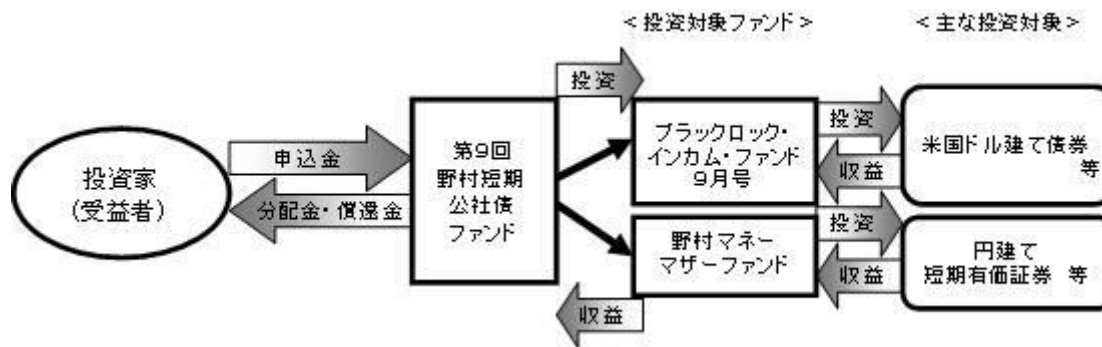 ＜投資対象ファンド＞
＜主な投資対象＞
投資
投資家
（受益者）
申込金
分配金・償還金
第9回
野村短期
公社債
ファンド
ブラックロック・
インカム・ファンド
9月号
投資
収益
米国ドル建て債券
等
野村マネー
マザーファンド
投資
収益
円建て
短期有価証券　等
収益